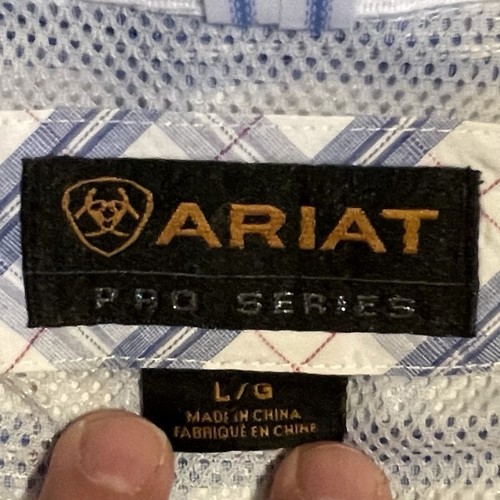 ARIAT
PRO SERIES
L/G
MADE IN CHINA
FABRIQUÉ EN CHINE